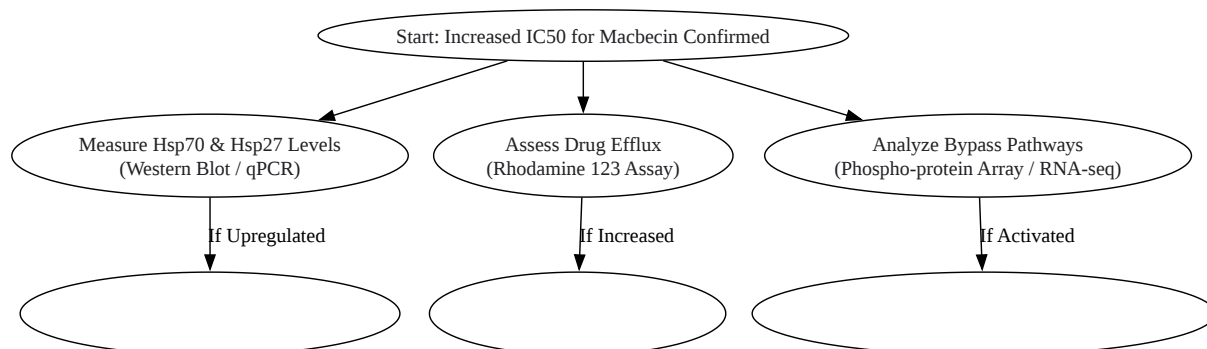 Start: Increased IC50 for Macbecin Confirmed
Measure Hsp70 & Hsp27 Levels
(Western Blot / qPCR)
Assess Drug Efflux
(Rhodamine 123 Assay)
Analyze Bypass Pathways
(Phospho-protein Array / RNA-seq)
If Upregulated
If Increased
If Activated